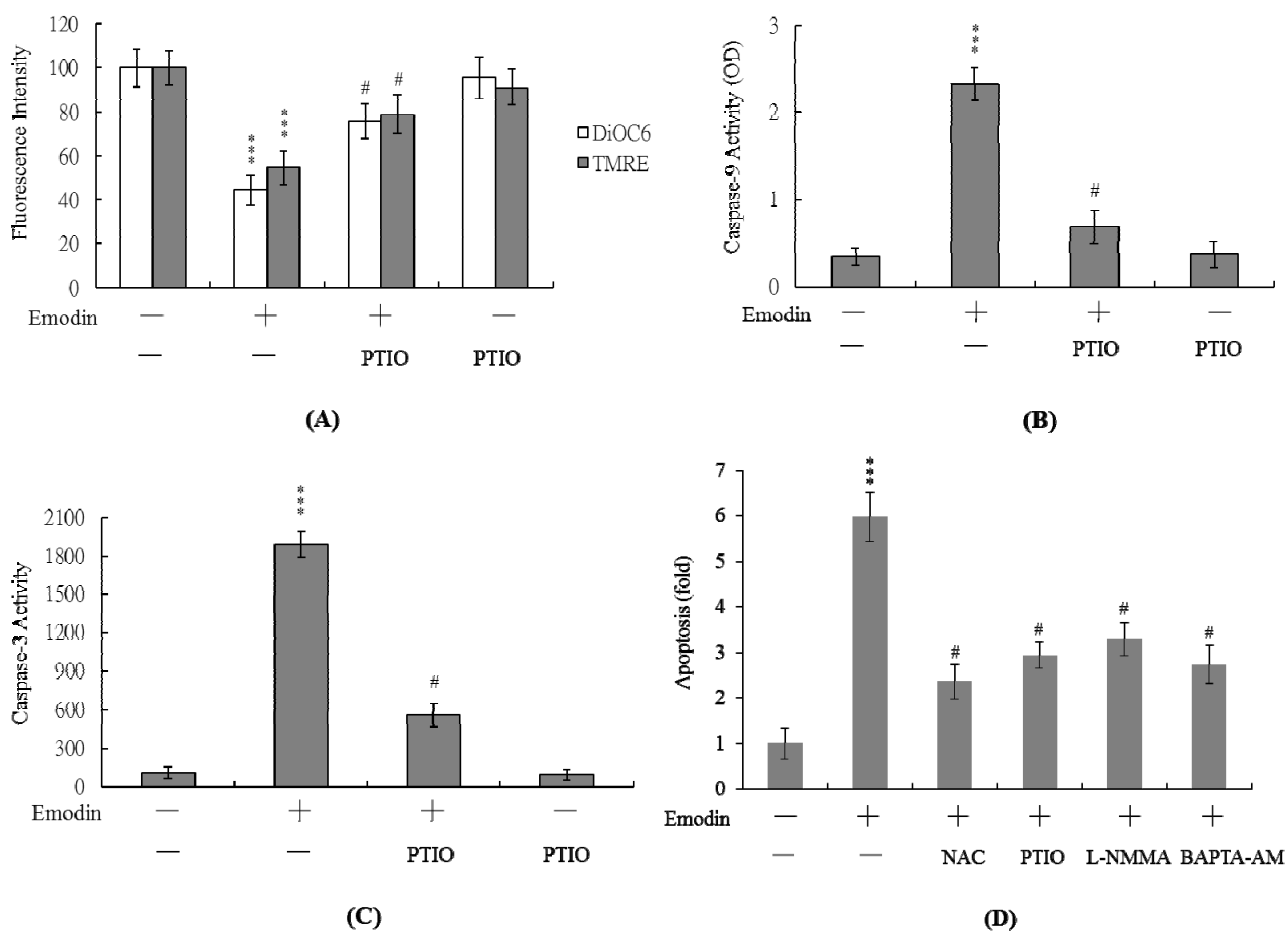 120
100
80
60
40
20
0
Fluorescence Intensity
***
***
#
#
DiOC6
TMRE
Emodin — + + —
— — PTIO PTIO
(A)
3
2
1
0
Caspase-9 Activity (OD)
***
#
— + + —
Emodin
— — PTIO PTIO
(B)
2100
1800
1500
1200
900
600
300
0
Caspase-3 Activity
***
#
Emodin — + + —
— — PTIO PTIO
(C)
7
6
5
4
3
2
1
0
Apoptosis (fold)
***
#
#
#
#
Emodin — + + + + +
— — NAC PTIO L-NMMA BAPTA-AM
(D)